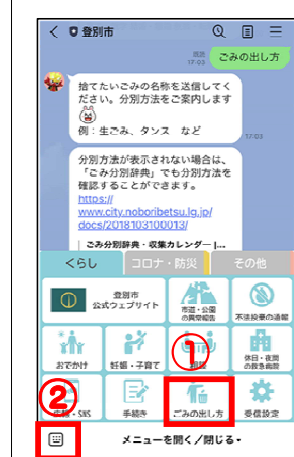 登別市
既読
17:03
ごみの出し方
捨てたいごみの名称を送信してく
ださい。分別方法をご案内します
例:生ごみ、タンス など
17:03
分別方法が表示されない場合は、
「ごみ分別辞典」でも分別方法を
確認することができます。
https://
www.city.noboribetsu.lg.jp/
docs/2018103100013/
ごみ分別辞典・収集カレンダー |...
くらし
コロナ・防災
その他
登別市
公式ウェブサイト
市道・公園
の異常報告
不法投棄の通報
①
おでかけ
妊娠・子育て
休日・夜間
の救急病院
②
・SNS
手続き
ごみの出し方
受信設定
メニューを開く/閉じる